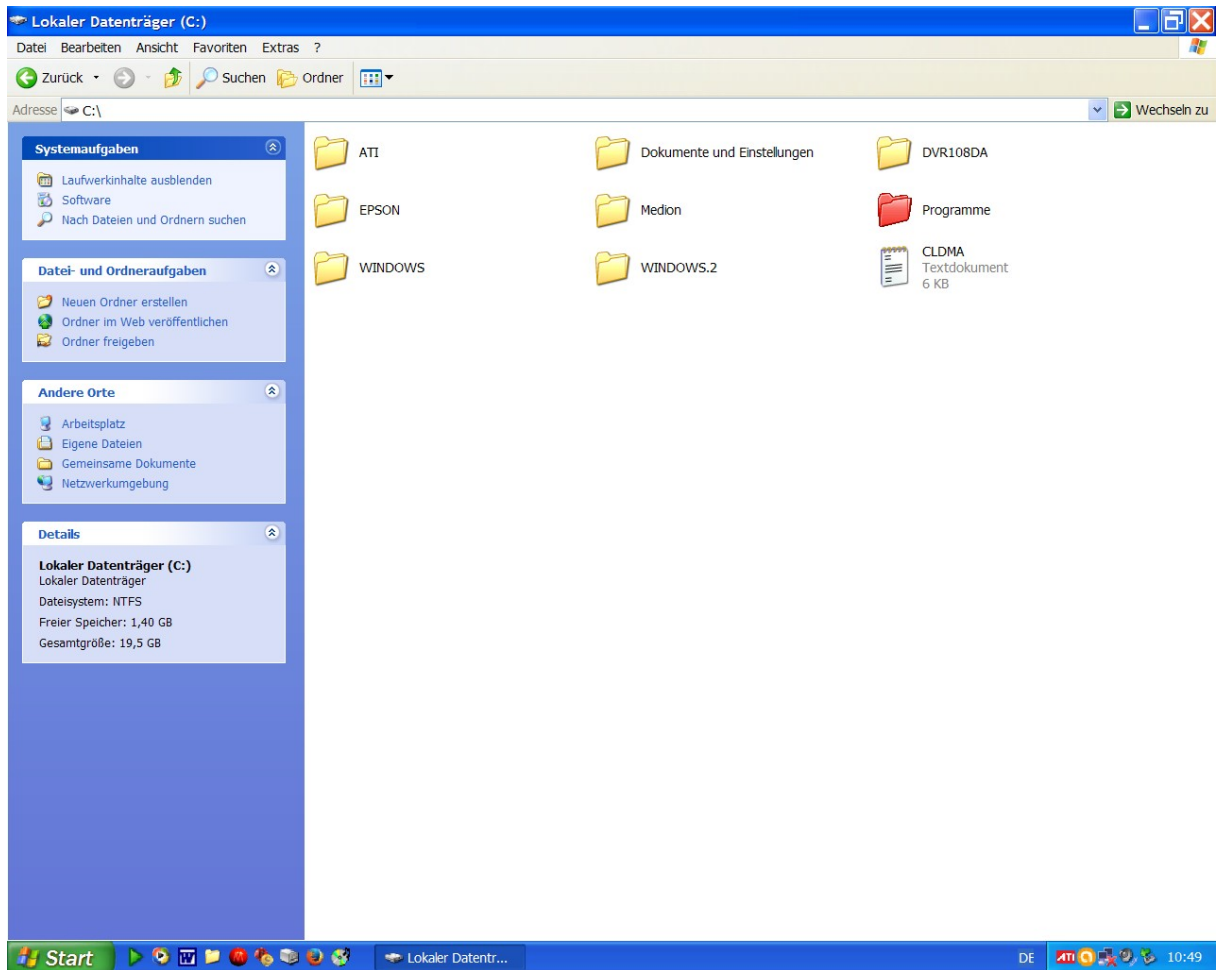 Lokaler Datenträger (C:)
Datei Bearbeiten Ansicht Favoriten Extras ?
Zurück Suchen Ordner
Adresse C:\ Wechseln zu
Systemaufgaben
Laufwerkinhalte ausblenden
Software
Nach Dateien und Ordnern suchen
Datei- und Ordneraufgaben
Neuen Ordner erstellen
Ordner im Web veröffentlichen
Ordner freigeben
Andere Orte
Arbeitsplatz
Eigene Dateien
Gemeinsame Dokumente
Netzwerkumgebung
Details
Lokaler Datenträger (C:)
Lokaler Datenträger
Dateisystem: NTFS
Freier Speicher: 1,40 GB
Gesamtgröße: 19,5 GB
ATI Dokumente und Einstellungen DVR108DA
EPSON Medion Programme
WINDOWS WINDOWS.2 CLDMA
Textdokument
6 KB
Start Lokaler Datentr... DE ATI 10:49